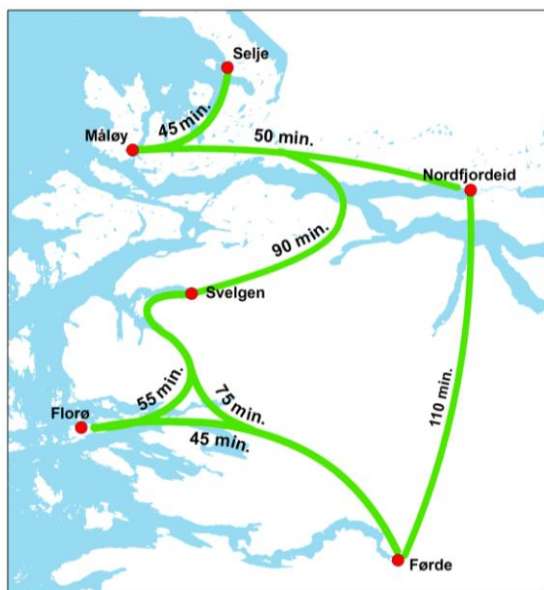 Selje
45 min.
Måløy
50 min.
Nordfjordeid
90 min.
Svelgen
55 min.
75 min.
110 min.
Florø
45 min.
Førde